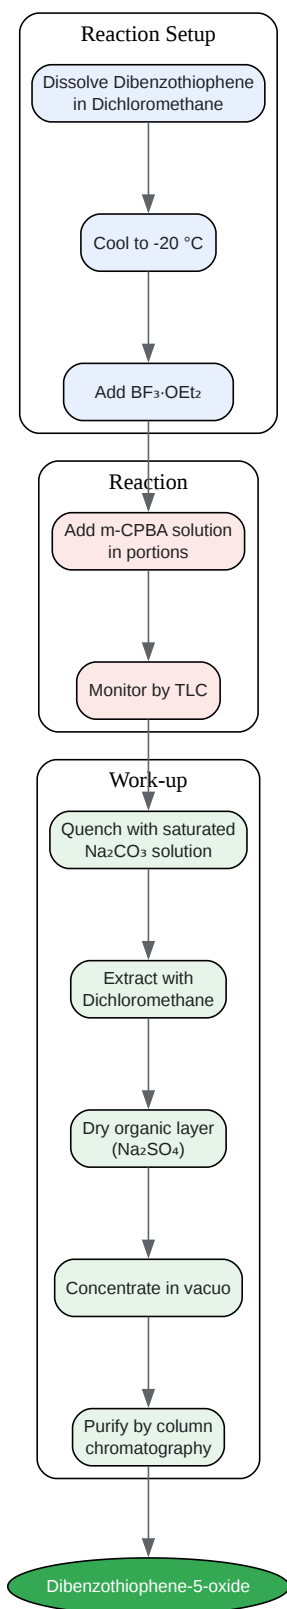 Reaction Setup
Dissolve Dibenzothiophene
in Dichloromethane
Cool to -20 °C
Add BF₃·OEt₂
Reaction
Add m-CPBA solution
in portions
Monitor by TLC
Work-up
Quench with saturated
Na₂CO₃ solution
Extract with
Dichloromethane
Dry organic layer
(Na₂SO₄)
Concentrate in vacuo
Purify by column
chromatography
Dibenzothiophene-5-oxide